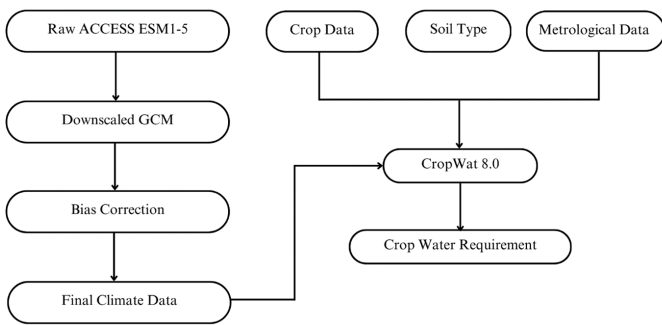 Raw ACCESS ESM1-5
Crop Data
Soil Type
Metrological Data
Downscaled GCM
CropWat 8.0
Bias Correction
Crop Water Requirement
Final Climate Data